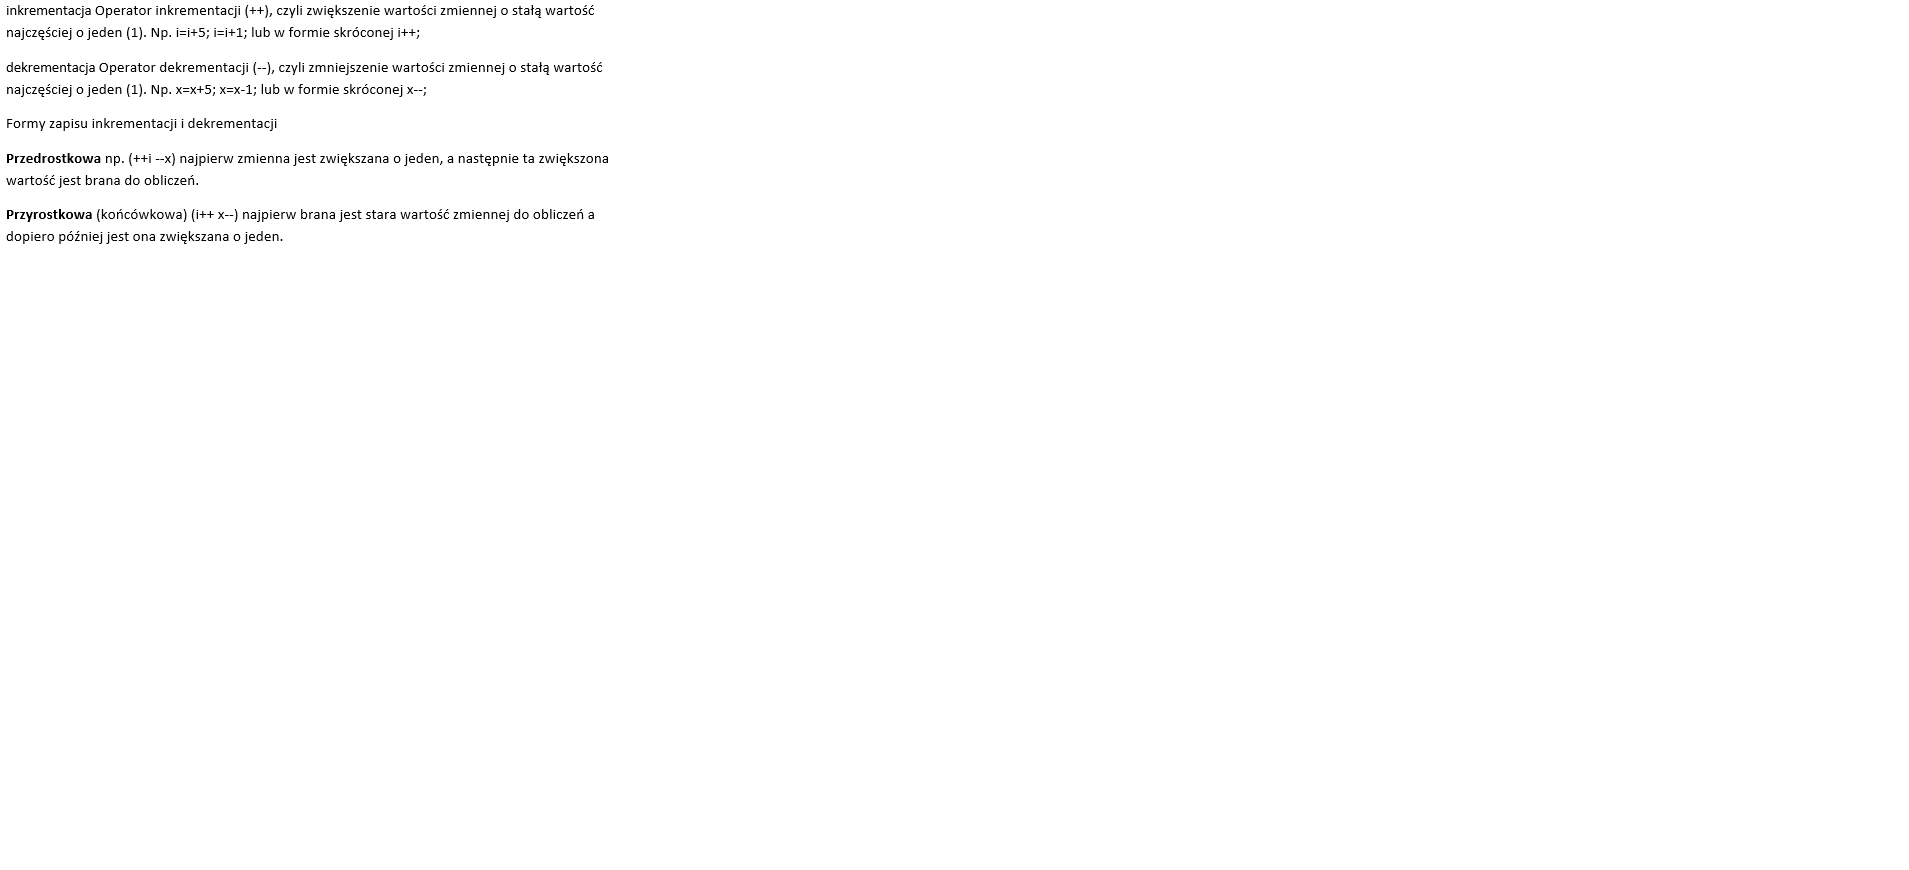 inkrementacja Operator inkrementacji (++), czyli zwiększenie wartości zmiennej o stałą wartość
najczęściej o jeden (1). Np. i=i+5; i=i+1; lub w formie skróconej i++;
dekrementacja Operator dekrementacji (--), czyli zmniejszenie wartości zmiennej o stałą wartość
najczęściej o jeden (1). Np. x=x+5; x=x-1; lub w formie skróconej x--;
Formy zapisu inkrementacji i dekrementacji
Przedrostkowa np. (++i --x) najpierw zmienna jest zwiększana o jeden, a następnie ta zwiększona
wartość jest brana do obliczeń.
Przyrostkowa (końcówkowa) (i++ x--) najpierw brana jest stara wartość zmiennej do obliczeń a
dopiero później jest ona zwiększana o jeden.